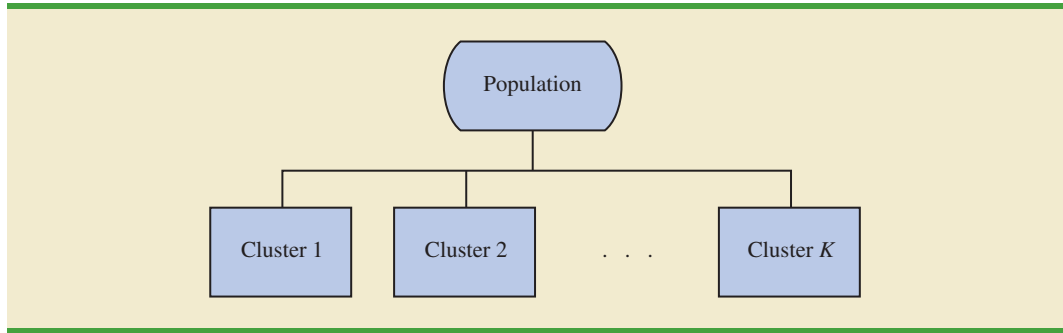 Population
Cluster 1 Cluster 2 . . . Cluster K